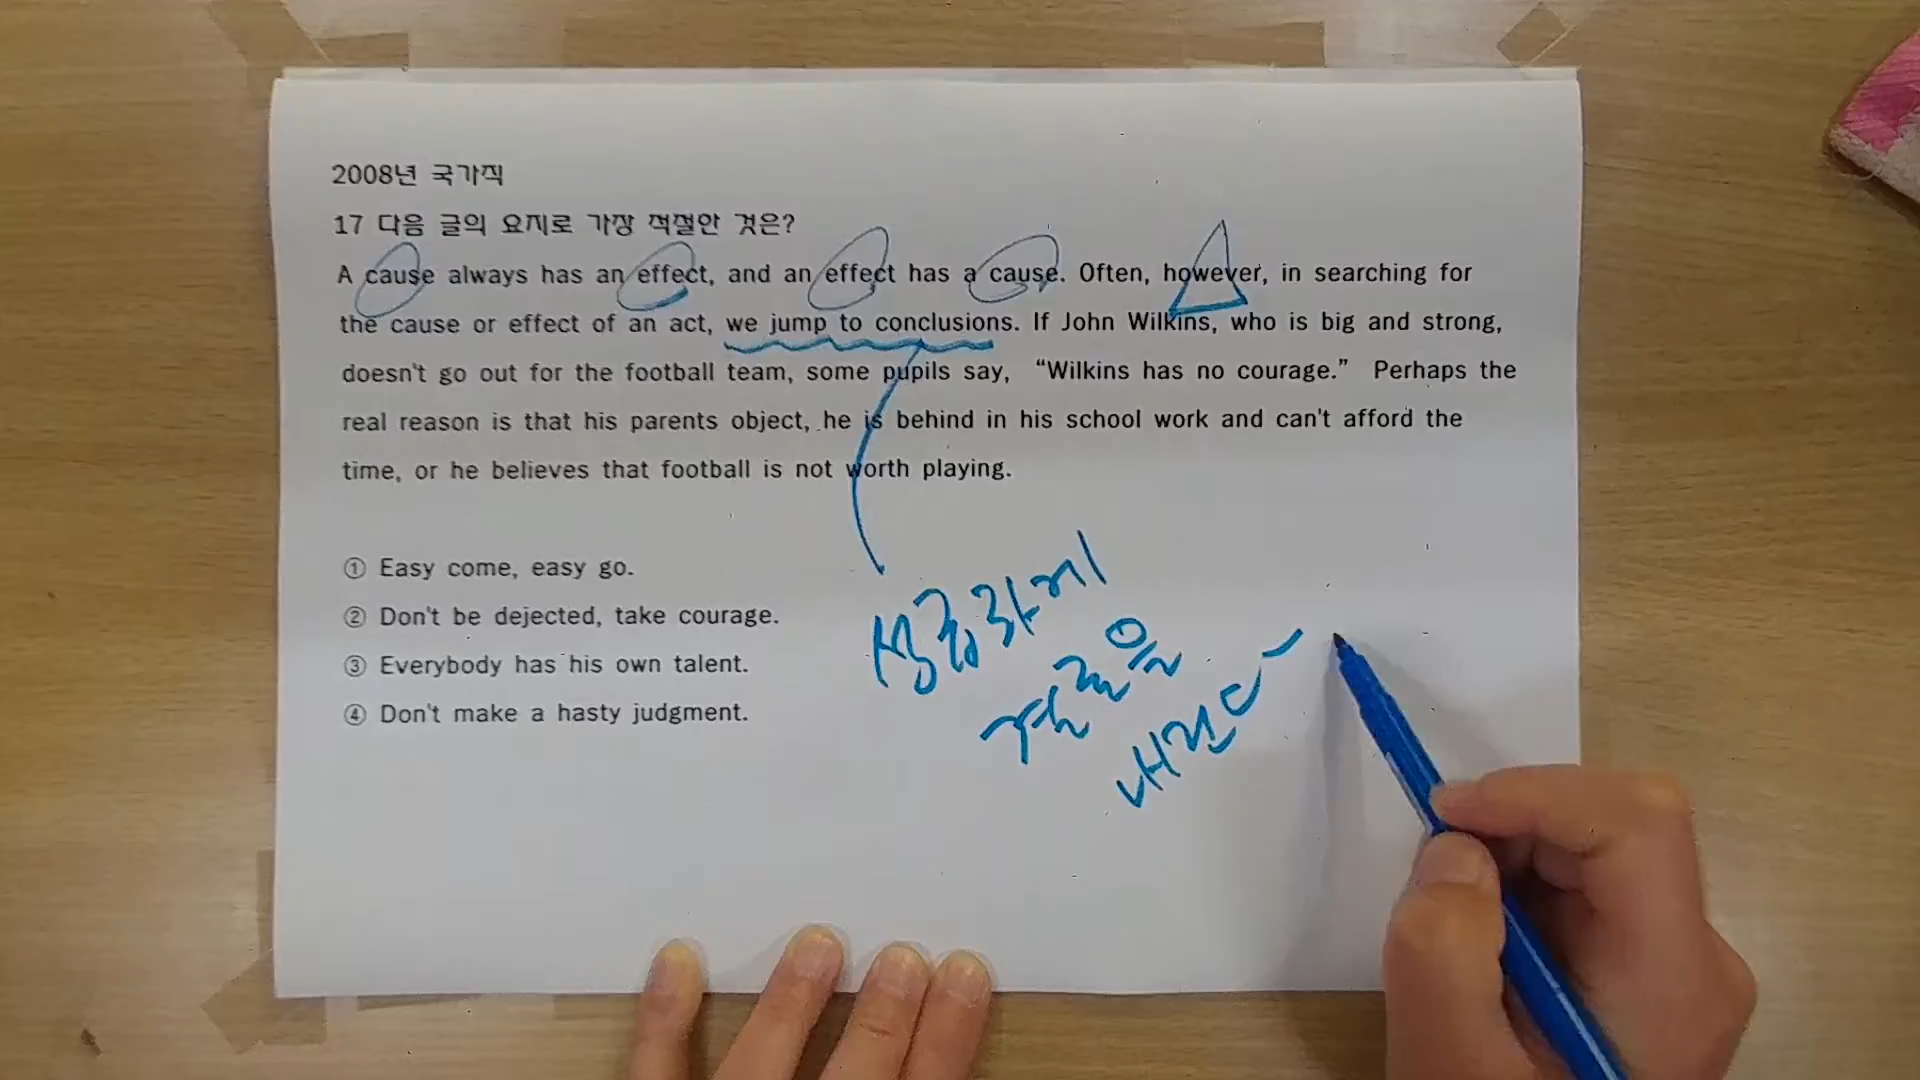 2008년 국가직
17 다음 글의 요지로 가장 적절한 것은?
A cause always has an effect, and an effect has a cause. Often, however, in searching for
the cause or effect of an act, we jump to conclusions. If John Wilkins, who is big and strong,
doesn't go out for the football team, some pupils say, “Wilkins has no courage.” Perhaps the
real reason is that his parents object, he is behind in his school work and can't afford the
time, or he believes that football is not worth playing.
① Easy come, easy go.
② Don't be dejected, take courage.
③ Everybody has his own talent.
④ Don't make a hasty judgment.
성급하게
결론을
내린다